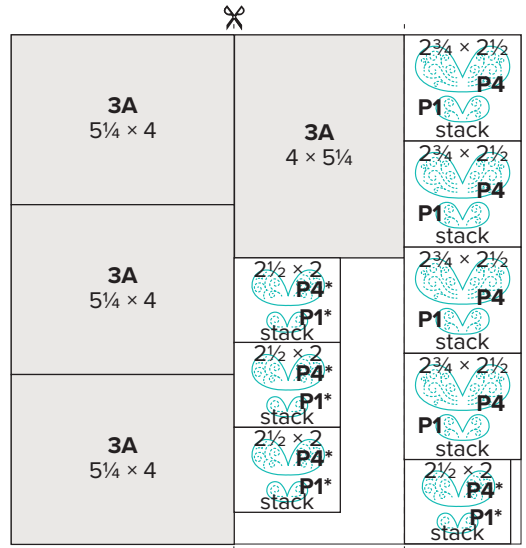 3A
5¼ × 4
3A
5¼ × 4
3A
5¼ × 4
3A
4 × 5¼
2½ × 2
P4*
P1*
stack
2½ × 2
P4*
P1*
stack
2½ × 2
P4*
P1*
stack
2¾ × 2½
P4
P1
stack
2¾ × 2½
P4
P1
stack
2¾ × 2½
P4
P1
stack
2¾ × 2½
P4
P1
stack
2½ × 2
P4*
P1*
stack